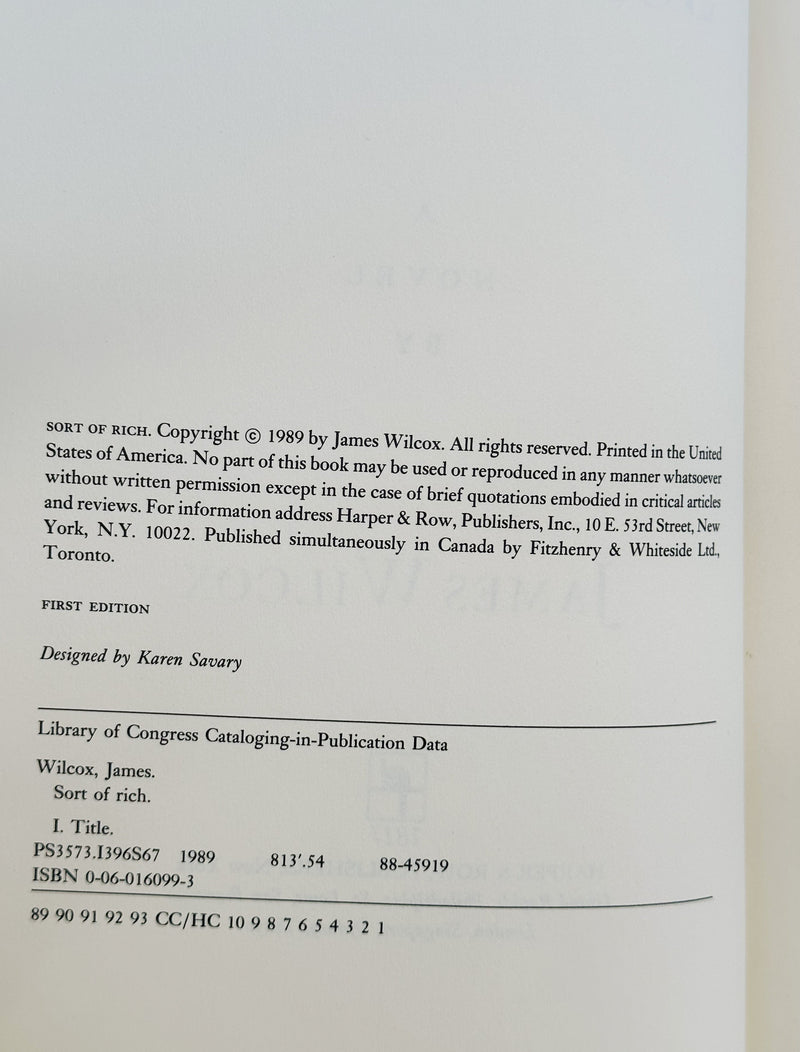 SORT OF RICH. Copyright © 1989 by James Wilcox. All rights reserved. Printed in the United
States of America. No part of this book may be used or reproduced in any manner whatsoever
without written permission except in the case of brief quotations embodied in critical articles
and reviews. For information address Harper & Row, Publishers, Inc., 10 E. 53rd Street, New
York, N.Y. 10022. Published simultaneously in Canada by Fitzhenry & Whiteside Ltd.,
Toronto.
FIRST EDITION
Designed by Karen Savary
Library of Congress Cataloging-in-Publication Data
Wilcox, James.
Sort of rich.
I. Title.
PS3573.I396S67 1989 813'.54 88-45919
ISBN 0-06-016099-3
89 90 91 92 93 CC/HC 10 9 8 7 6 5 4 3 2 1